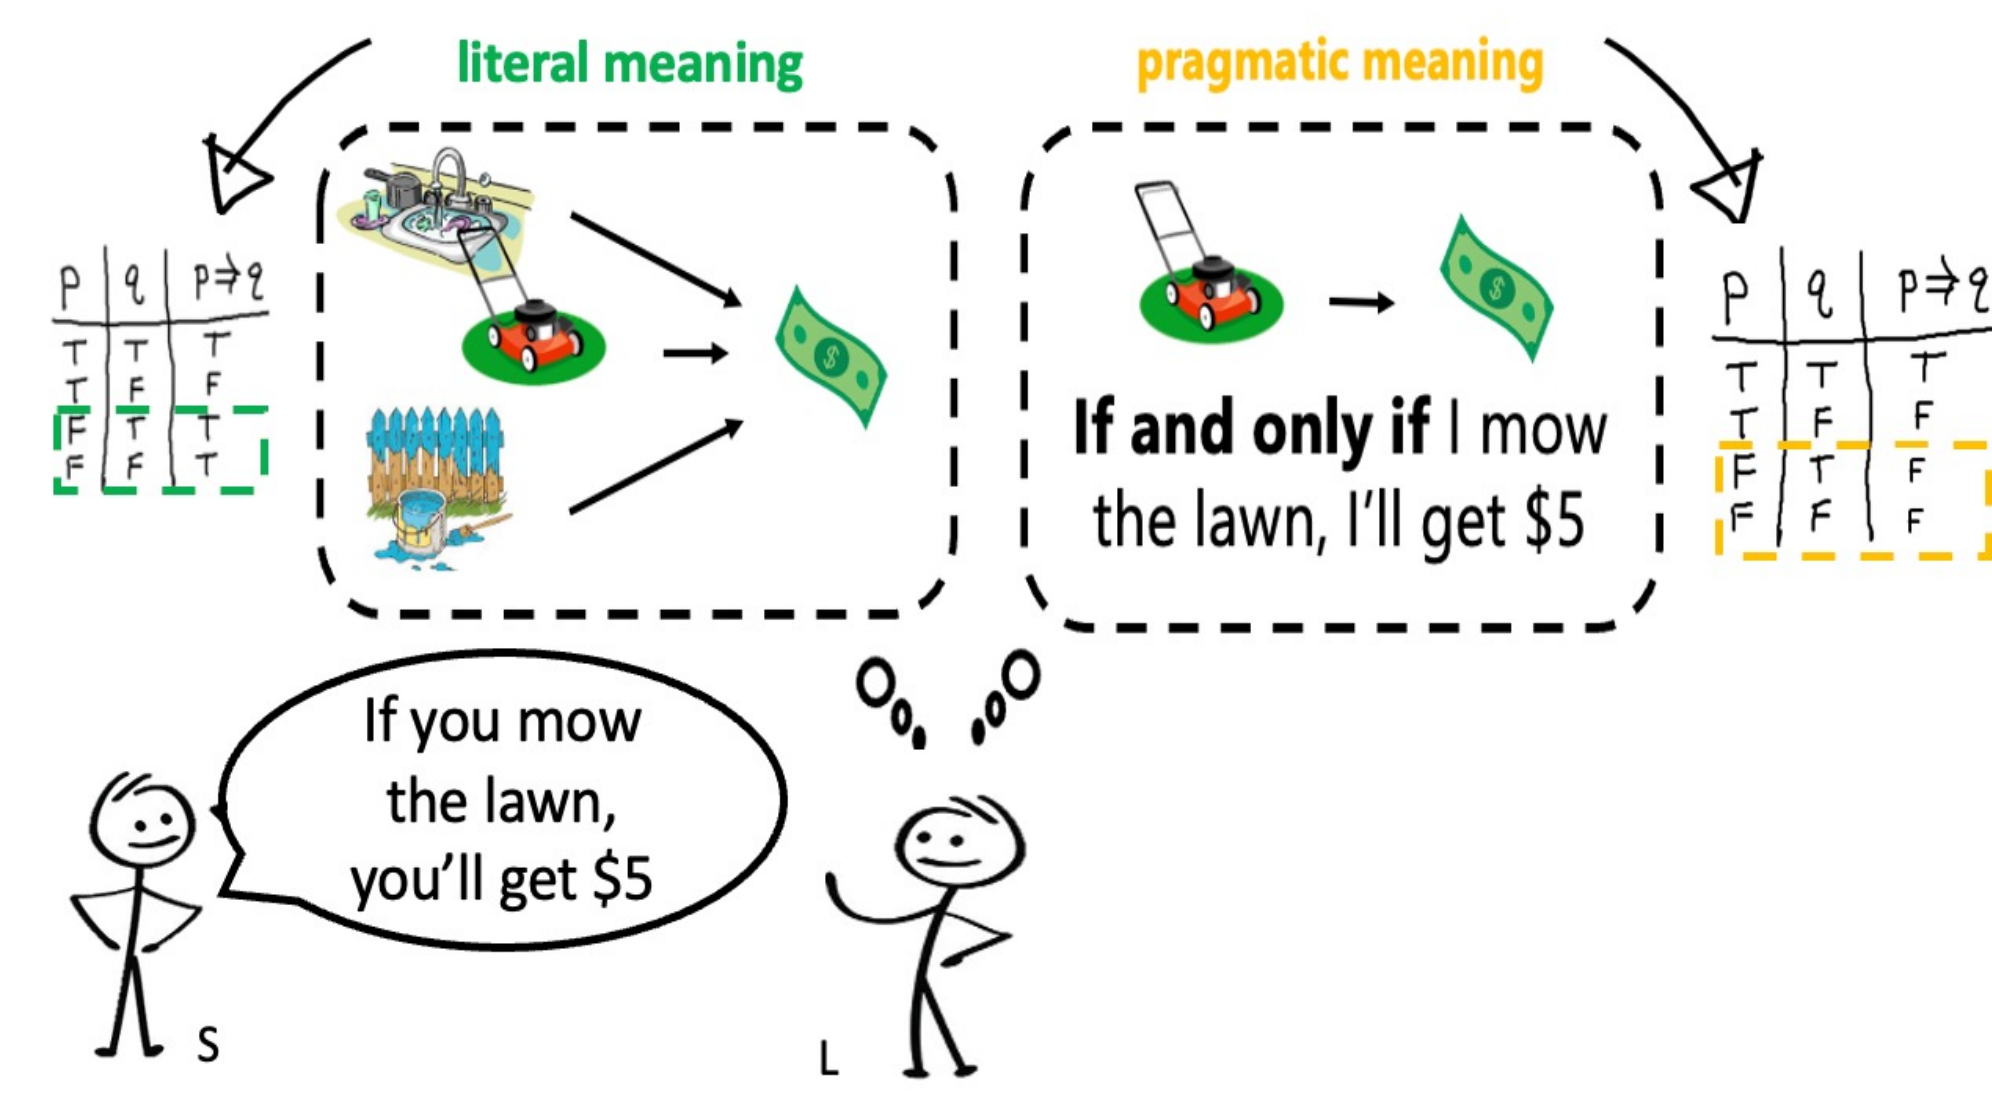 literal meaning
pragmatic meaning
p q p⇒q
T T T
T F F
F T T
F F T
$
$
If and only if I mow
the lawn, I'll get $5
p q p⇒q
T T T
T F F
F T F
F F F
If you mow
the lawn,
you'll get $5
S
L